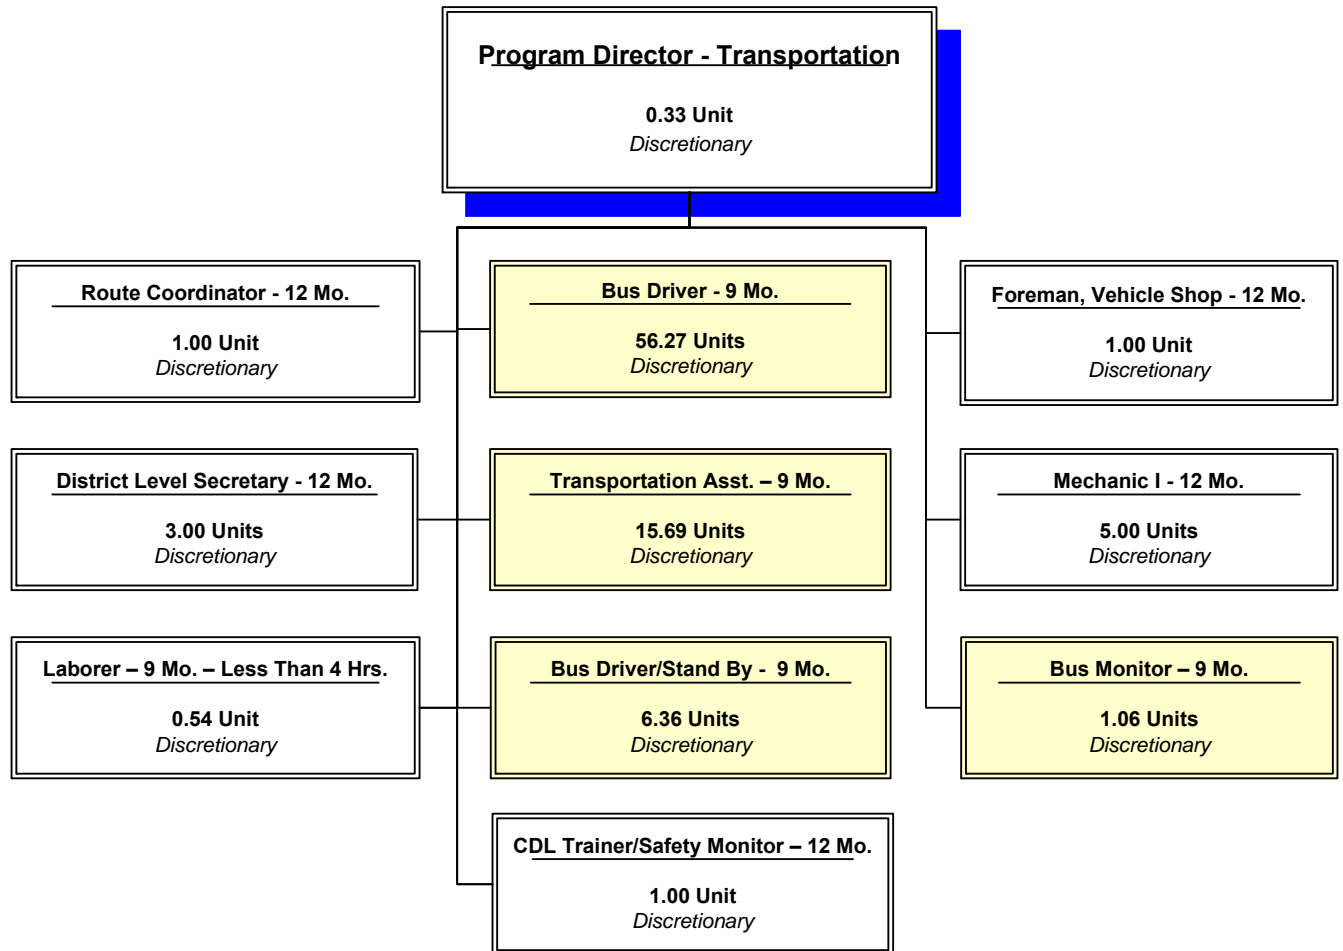 Program Director - Transportation
0.33 Unit
Discretionary
Route Coordinator - 12 Mo.
1.00 Unit
Discretionary
Bus Driver - 9 Mo.
56.27 Units
Discretionary
Foreman, Vehicle Shop - 12 Mo.
1.00 Unit
Discretionary
District Level Secretary - 12 Mo.
3.00 Units
Discretionary
Transportation Asst. – 9 Mo.
15.69 Units
Discretionary
Mechanic I - 12 Mo.
5.00 Units
Discretionary
Laborer – 9 Mo. – Less Than 4 Hrs.
0.54 Unit
Discretionary
Bus Driver/Stand By - 9 Mo.
6.36 Units
Discretionary
Bus Monitor – 9 Mo.
1.06 Units
Discretionary
CDL Trainer/Safety Monitor – 12 Mo.
1.00 Unit
Discretionary